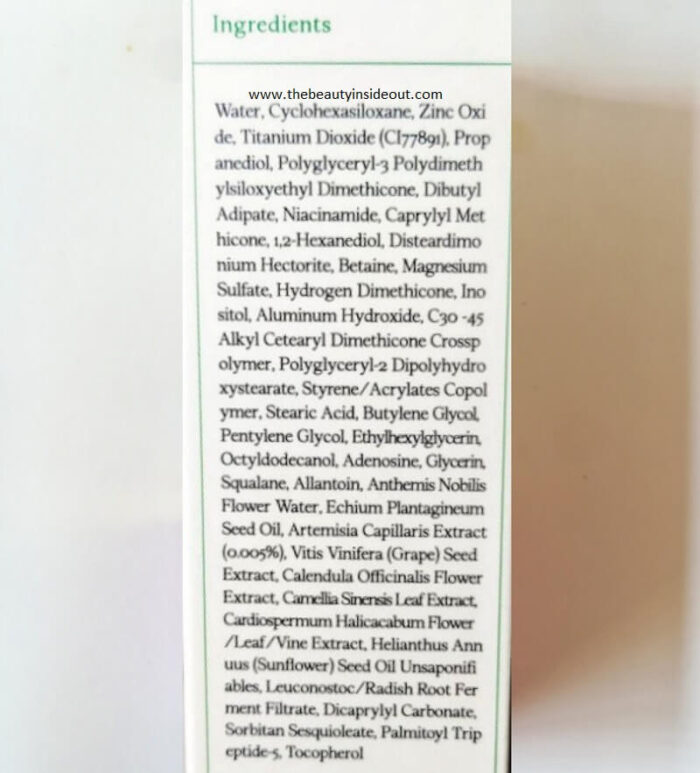 Ingredients
www.thebeautyinsideout.com
Water, Cyclohexasiloxane, Zinc Oxi
de, Titanium Dioxide (CI77891), Prop
anediol, Polyglyceryl-3 Polydimeth
ylsiloxyethyl Dimethicone, Dibutyl
Adipate, Niacinamide, Caprylyl Met
hicone, 1,2-Hexanediol, Disteardimo
nium Hectorite, Betaine, Magnesium
Sulfate, Hydrogen Dimethicone, Ino
sitol, Aluminum Hydroxide, C30 -45
Alkyl Cetearyl Dimethicone Crossp
olymer, Polyglyceryl-2 Dipolyhydro
xystearate, Styrene/Acrylates Copol
ymer, Stearic Acid, Butylene Glycol,
Pentylene Glycol, Ethylhexylglycerin,
Octyldodecanol, Adenosine, Glycerin,
Squalane, Allantoin, Anthemis Nobilis
Flower Water, Echium Plantagineum
Seed Oil, Artemisia Capillaris Extract
(0.005%), Vitis Vinifera (Grape) Seed
Extract, Calendula Officinalis Flower
Extract, Camellia Sinensis Leaf Extract,
Cardiospermum Halicacabum Flower
/Leaf/Vine Extract, Helianthus Ann
uus (Sunflower) Seed Oil Unsaponifi
ables, Leuconostoc/Radish Root Fer
ment Filtrate, Dicaprylyl Carbonate,
Sorbitan Sesquioleate, Palmitoyl Trip
eptide-5, Tocopherol